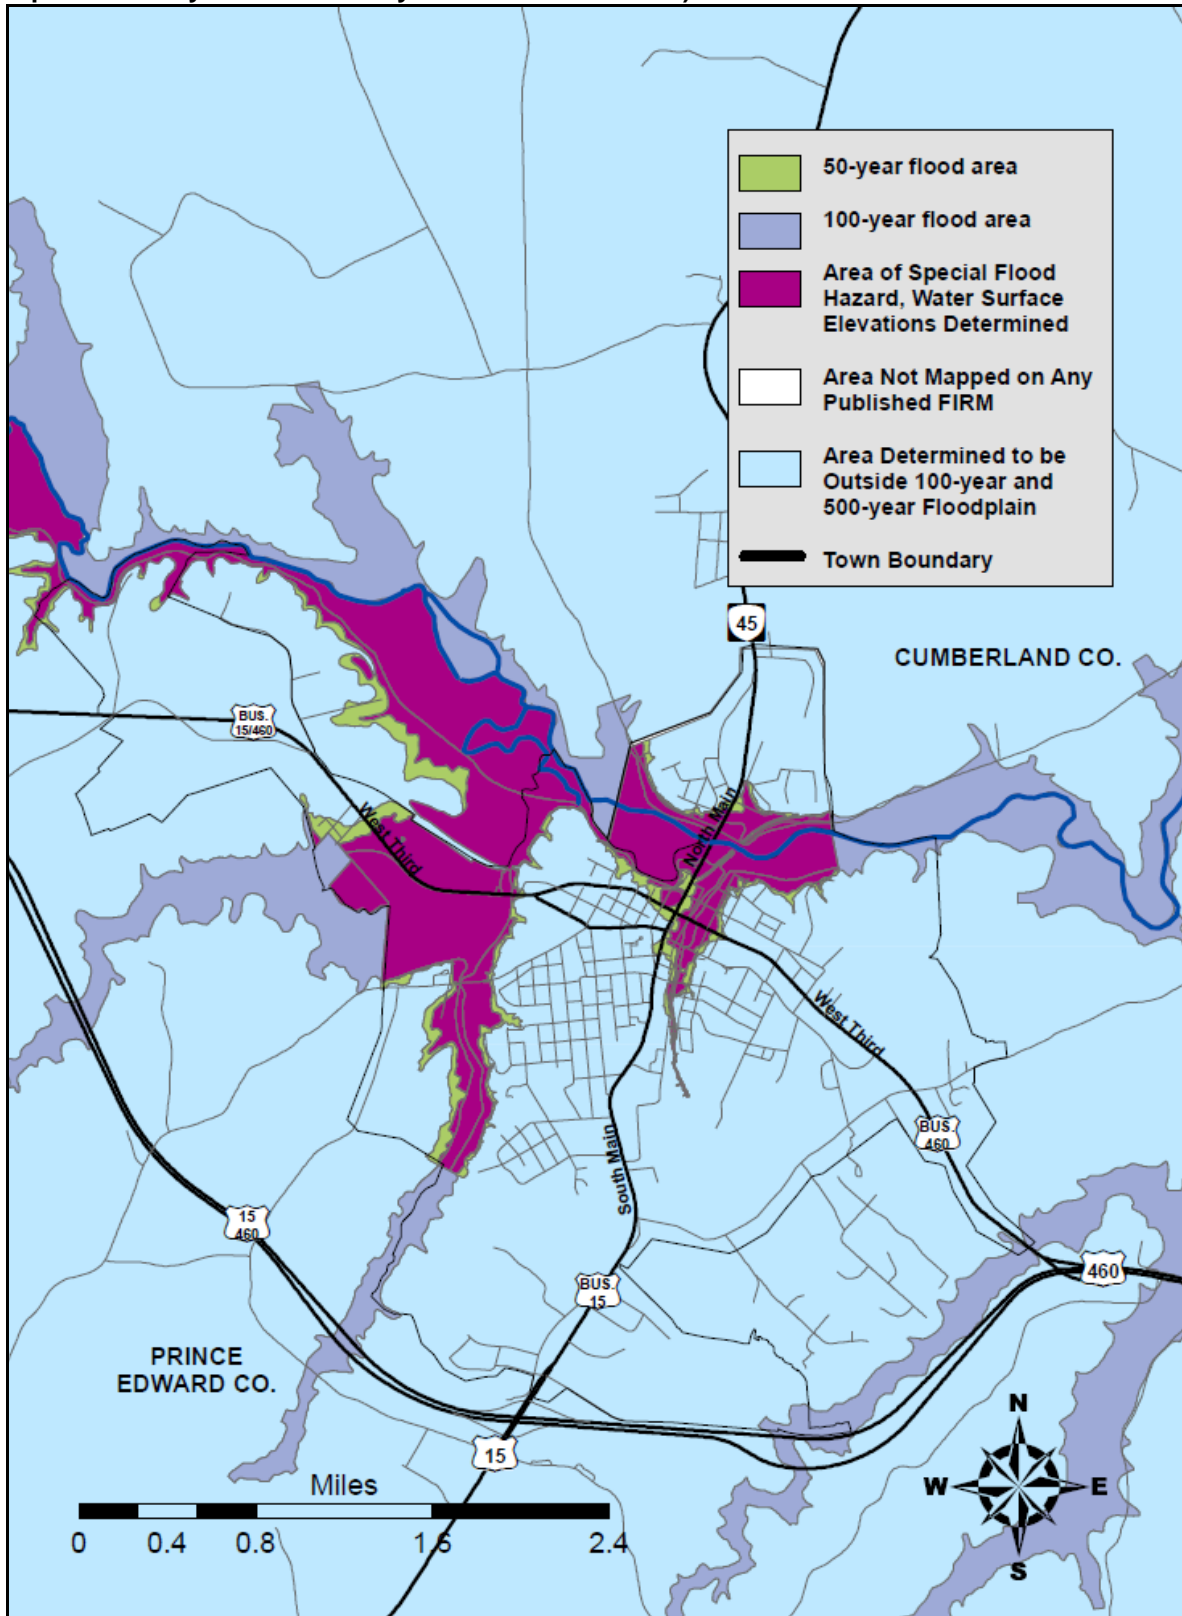 50-year flood area
100-year flood area
Area of Special Flood
Hazard, Water Surface
Elevations Determined
Area Not Mapped on Any
Published FIRM
Area Determined to be
Outside 100-year and
500-year Floodplain
Town Boundary
45
CUMBERLAND CO.
BUS.
15/460
North Main
West Third
West Third
BUS.
460
South Main
15
460
460
BUS.
15
PRINCE
EDWARD CO.
15
N
W
E
S
Miles
0 0.4 0.8 1.6 2.4